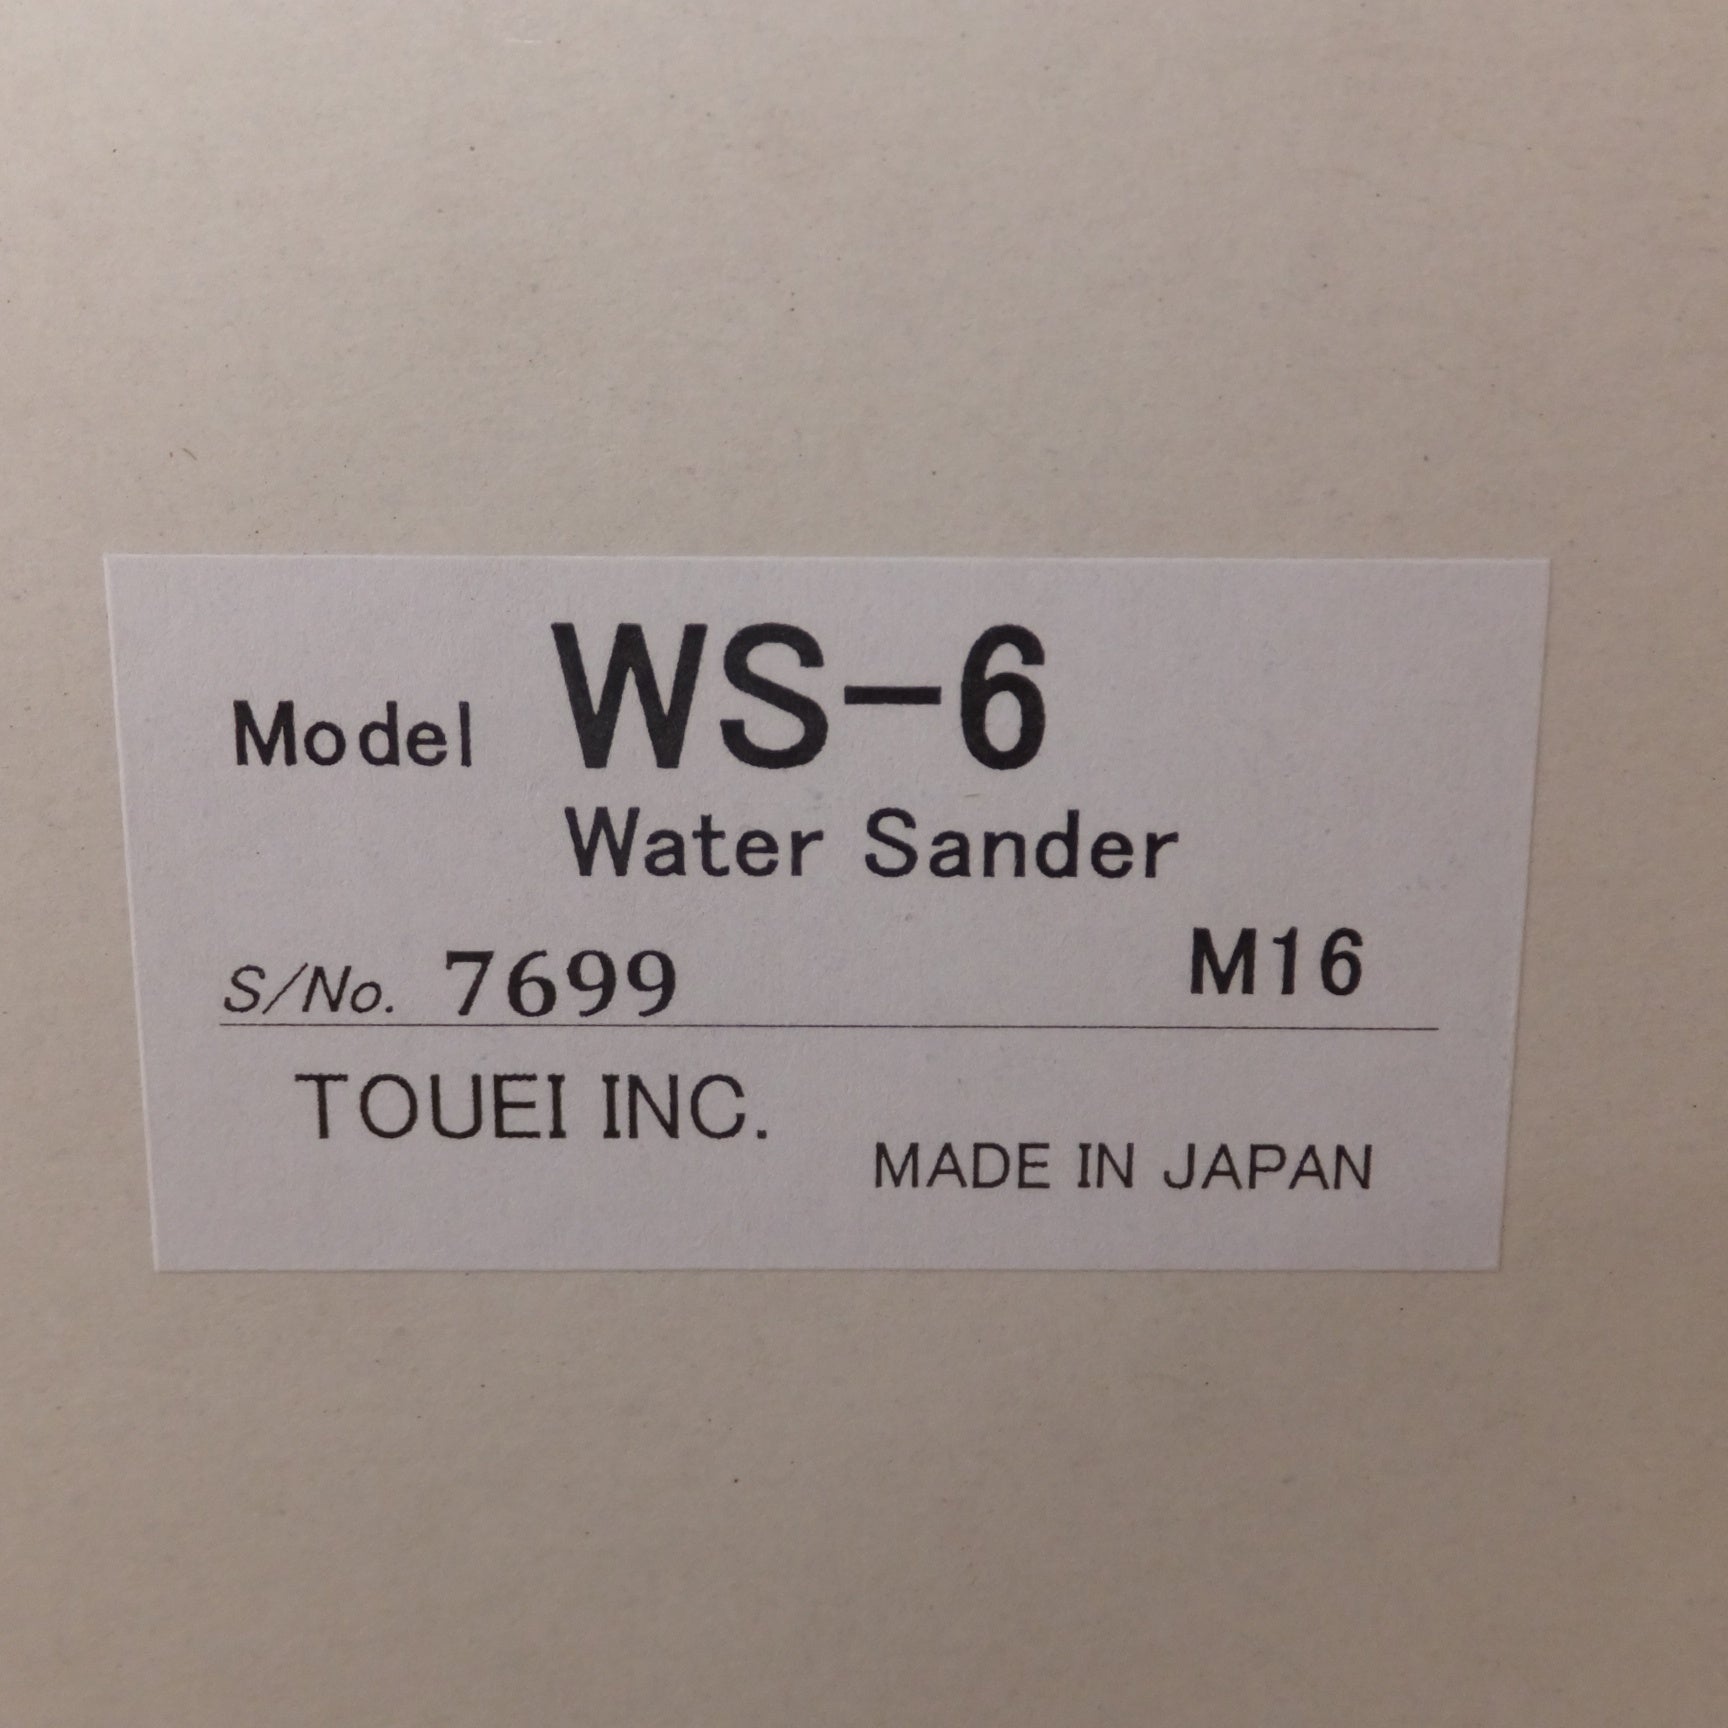 Model WS-6
Water Sander
S/No. 7699 M16
TOUEI INC.
MADE IN JAPAN